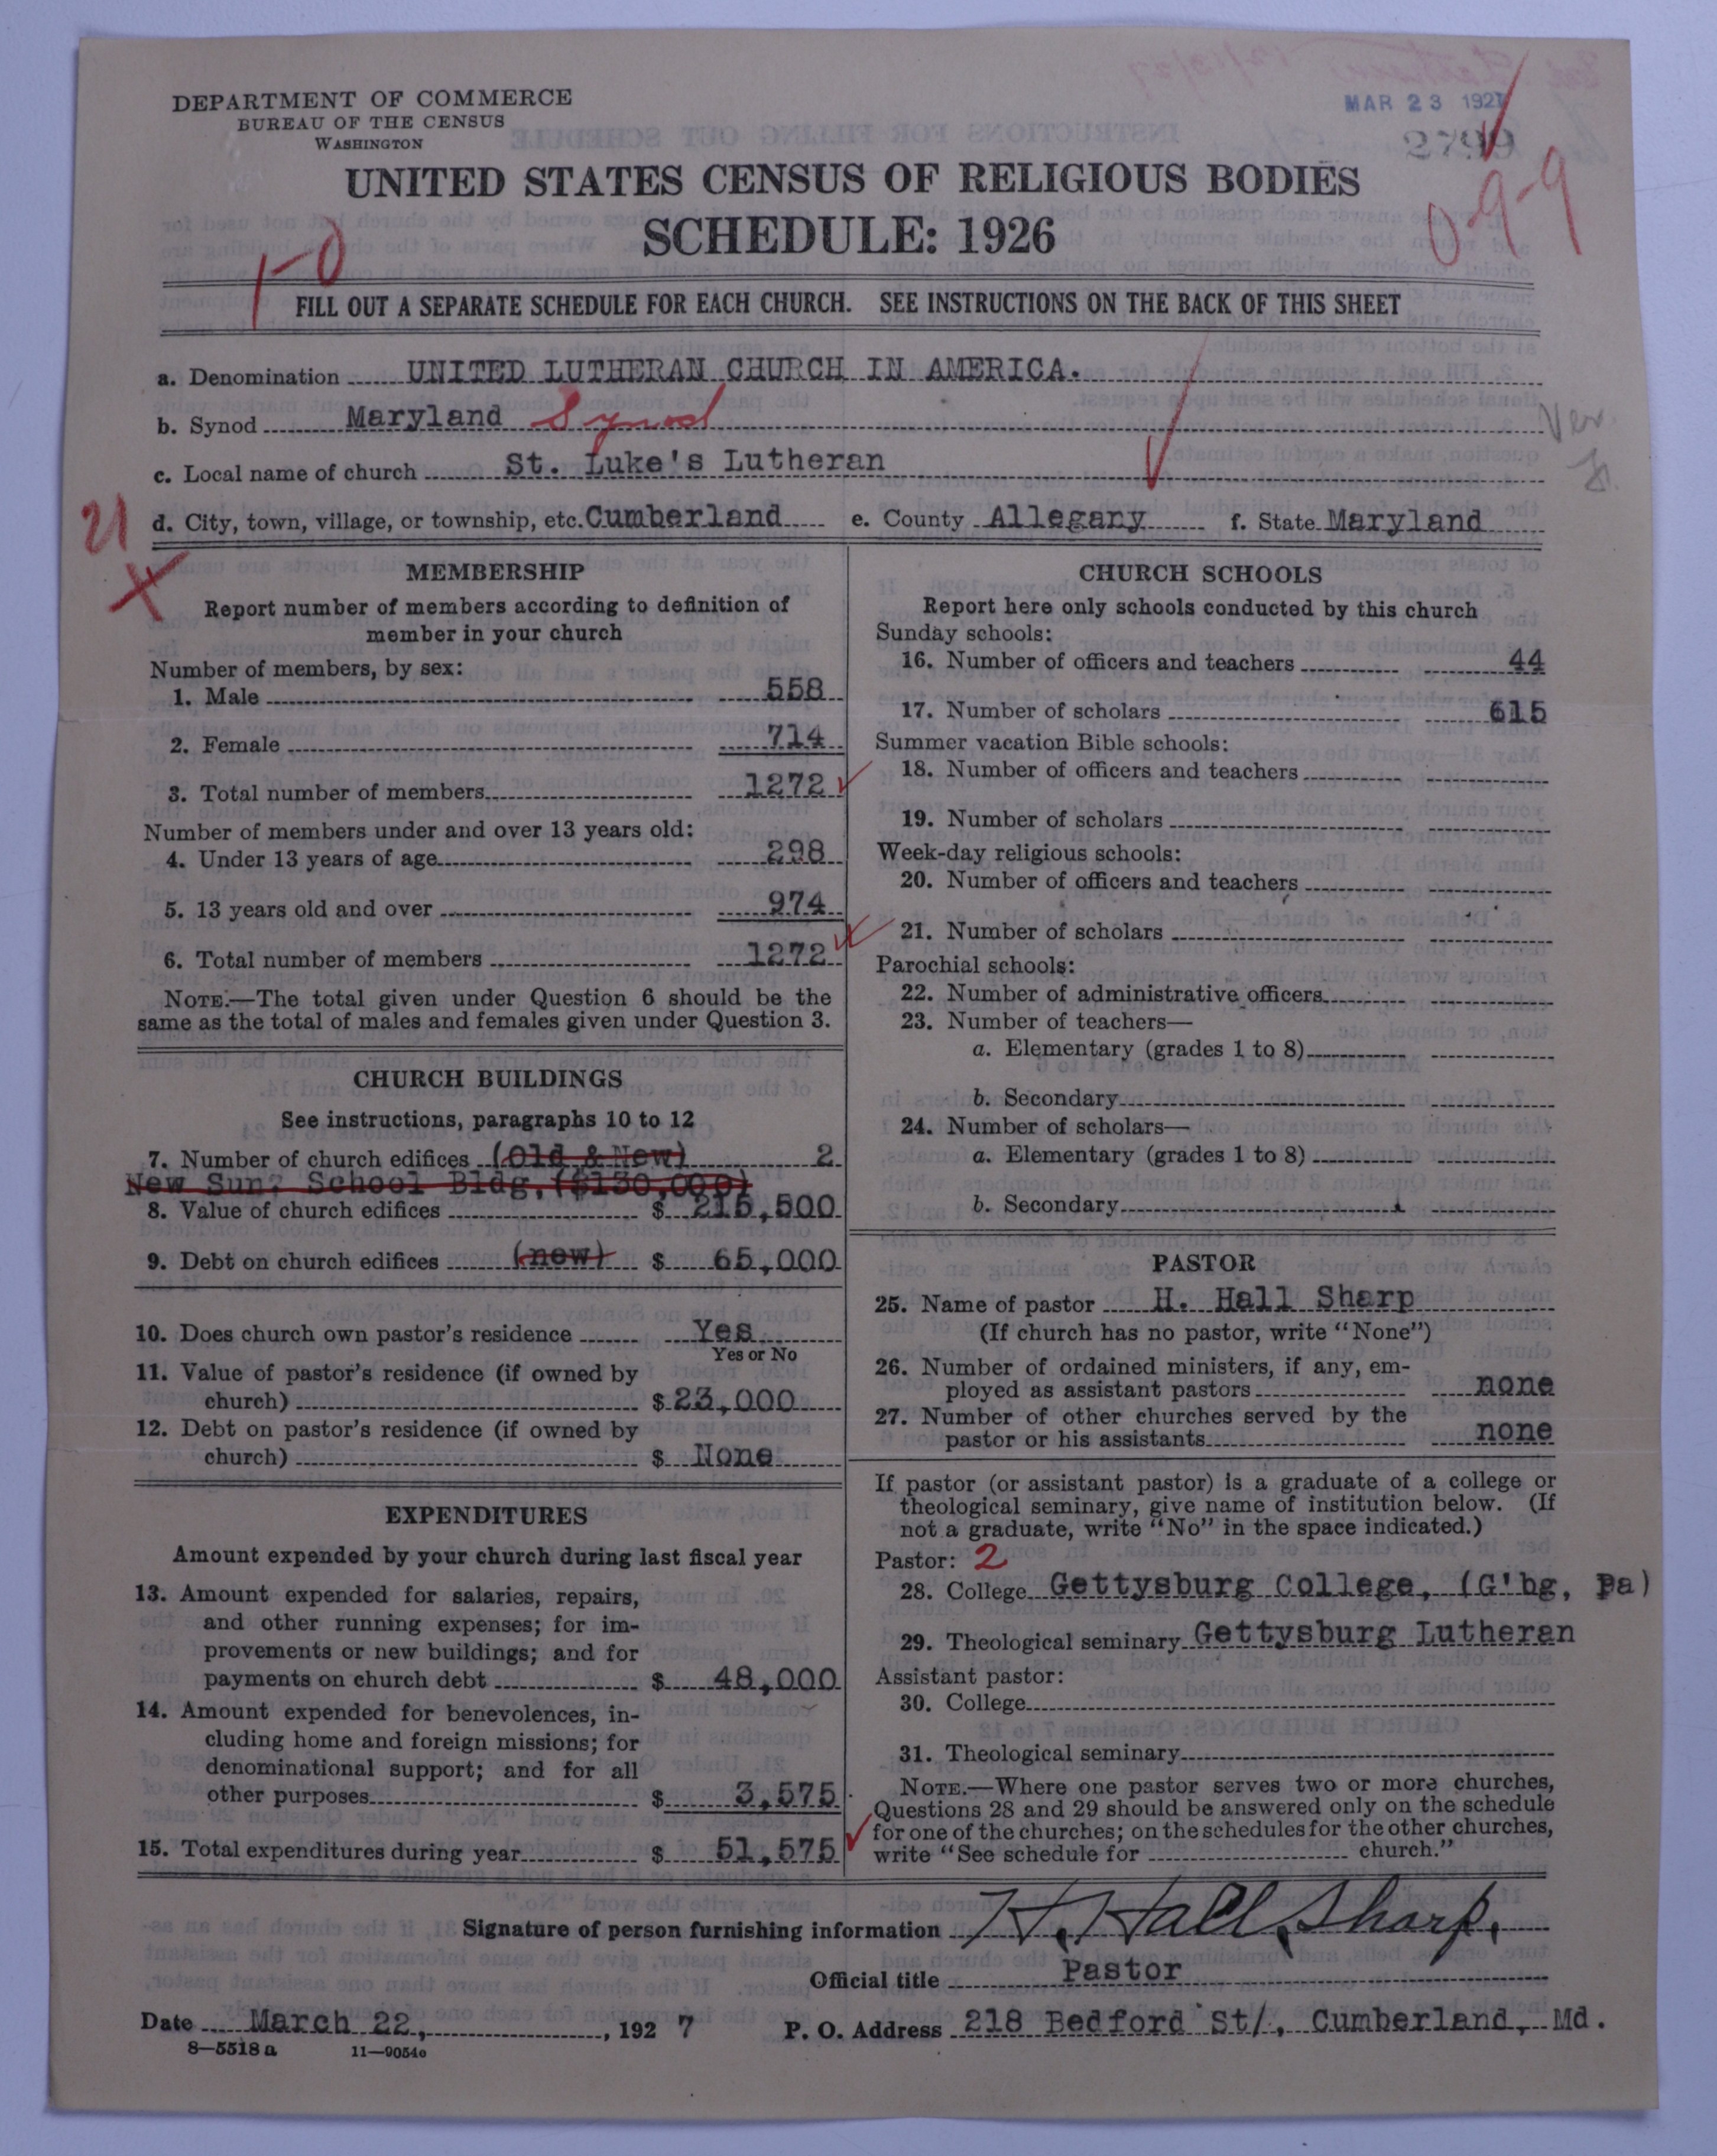 DEPARTMENT OF COMMERCE
BUREAU OF THE CENSUS
WASHINGTON
MAR 23 1927
2799
UNITED STATES CENSUS OF RELIGIOUS BODIES
SCHEDULE: 1926
0-9-9
1-0
FILL OUT A SEPARATE SCHEDULE FOR EACH CHURCH. SEE INSTRUCTIONS ON THE BACK OF THIS SHEET
a. Denomination UNITED LUTHERAN CHURCH IN AMERICA.
b. Synod Maryland Synod
Ver.
c. Local name of church St. Luke's Lutheran
21
d. City, town, village, or township, etc. Cumberland e. County Allegany f. State Maryland
X
MEMBERSHIP
Report number of members according to definition of
member in your church
Number of members, by sex:
1. Male 558
2. Female 714
3. Total number of members 1272
Number of members under and over 13 years old:
4. Under 13 years of age 298
5. 13 years old and over 974
6. Total number of members 1272
NOTE.—The total given under Question 6 should be the
same as the total of males and females given under Question 3.
CHURCH BUILDINGS
See instructions, paragraphs 10 to 12
7. Number of church edifices (Old & New) 2
New Sun. School Bldg. ($130,000)
8. Value of church edifices $ 215,500
9. Debt on church edifices (new) $ 65,000
10. Does church own pastor's residence Yes
Yes or No
11. Value of pastor's residence (if owned by
church) $ 23,000
12. Debt on pastor's residence (if owned by
church) $ None
EXPENDITURES
Amount expended by your church during last fiscal year
13. Amount expended for salaries, repairs,
and other running expenses; for im-
provements or new buildings; and for
payments on church debt $ 48,000
14. Amount expended for benevolences, in-
cluding home and foreign missions; for
denominational support; and for all
other purposes $ 3,575
15. Total expenditures during year $ 51,575
CHURCH SCHOOLS
Report here only schools conducted by this church
Sunday schools:
16. Number of officers and teachers 44
17. Number of scholars 615
Summer vacation Bible schools:
18. Number of officers and teachers
19. Number of scholars
Week-day religious schools:
20. Number of officers and teachers
21. Number of scholars
Parochial schools:
22. Number of administrative officers
23. Number of teachers—
a. Elementary (grades 1 to 8)
b. Secondary
24. Number of scholars—
a. Elementary (grades 1 to 8)
b. Secondary
PASTOR
25. Name of pastor H. Hall Sharp
(If church has no pastor, write "None")
26. Number of ordained ministers, if any, em-
ployed as assistant pastors none
27. Number of other churches served by the
pastor or his assistants none
If pastor (or assistant pastor) is a graduate of a college or
theological seminary, give name of institution below. (If
not a graduate, write "No" in the space indicated.)
Pastor: 2
28. College Gettysburg College, (G'bg, Pa)
29. Theological seminary Gettysburg Lutheran
Assistant pastor:
30. College
31. Theological seminary
NOTE.—Where one pastor serves two or more churches,
Questions 28 and 29 should be answered only on the schedule
for one of the churches; on the schedules for the other churches,
write "See schedule for church."
Signature of person furnishing information H. Hall Sharp.
Official title Pastor
Date March 22, , 192 7 P. O. Address 218 Bedford St/, Cumberland, Md.
8—5518 a 11—9054c